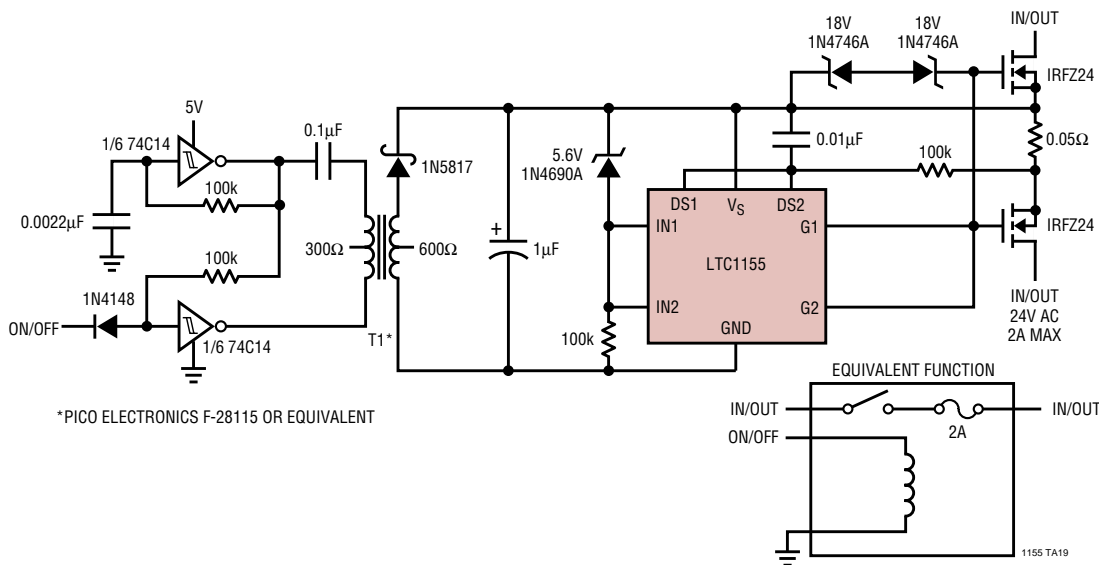 18V
1N4746A
18V
1N4746A
IN/OUT
IRFZ24
5V
1/6 74C14
0.1µF
100k
0.0022µF
300Ω
600Ω
1N5817
100k
1N4148
ON/OFF
1/6 74C14
T1*
+
1µF
5.6V
1N4690A
0.01µF
100k
0.05Ω
DS1
VS
DS2
IN1
G1
LTC1155
IN2
G2
GND
100k
IRFZ24
IN/OUT
24V AC
2A MAX
*PICO ELECTRONICS F-28115 OR EQUIVALENT
EQUIVALENT FUNCTION
IN/OUT
2A
IN/OUT
ON/OFF
1155 TA19